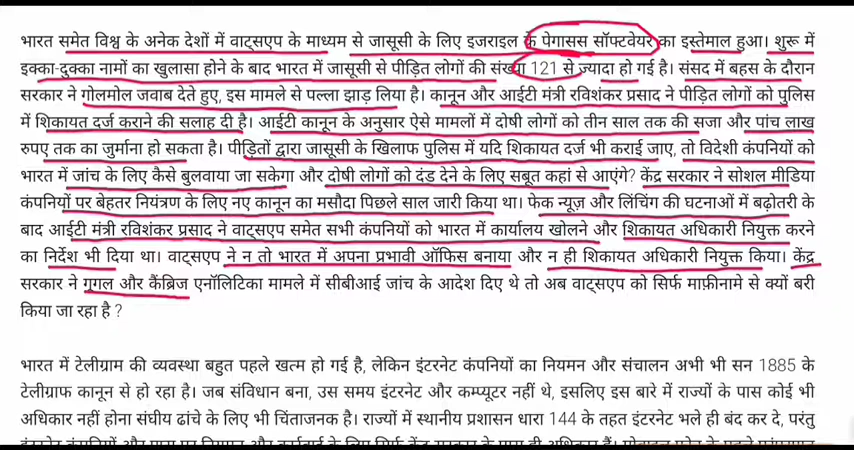 भारत समेत विश्व के अनेक देशों में वाट्सएप के माध्यम से जासूसी के लिए इजराइल के पेगासस सॉफ्टवेयर का इस्तेमाल हुआ। शुरू में
इक्का-दुक्का नामों का खुलासा होने के बाद भारत में जासूसी से पीड़ित लोगों की संख्या 121 से ज्यादा हो गई है। संसद में बहस के दौरान
सरकार ने गोलमोल जवाब देते हुए, इस मामले से पल्ला झाड़ लिया है। कानून और आईटी मंत्री रविशंकर प्रसाद ने पीड़ित लोगों को पुलिस
में शिकायत दर्ज कराने की सलाह दी है। आईटी कानून के अनुसार ऐसे मामलों में दोषी लोगों को तीन साल तक की सजा और पांच लाख
रुपए तक का जुर्माना हो सकता है। पीड़ितों द्वारा जासूसी के खिलाफ पुलिस में यदि शिकायत दर्ज भी कराई जाए, तो विदेशी कंपनियों को
भारत में जांच के लिए कैसे बुलवाया जा सकेगा और दोषी लोगों को दंड देने के लिए सबूत कहां से आएंगे? केंद्र सरकार ने सोशल मीडिया
कंपनियों पर बेहतर नियंत्रण के लिए नए कानून का मसौदा पिछले साल जारी किया था। फेक न्यूज़ और लिंचिंग की घटनाओं में बढ़ोतरी के
बाद आईटी मंत्री रविशंकर प्रसाद ने वाट्सएप समेत सभी कंपनियों को भारत में कार्यालय खोलने और शिकायत अधिकारी नियुक्त करने
का निर्देश भी दिया था। वाट्सएप ने न तो भारत में अपना प्रभावी ऑफिस बनाया और न ही शिकायत अधिकारी नियुक्त किया। केंद्र
सरकार ने गूगल और कैंब्रिज एनॉलिटिका मामले में सीबीआई जांच के आदेश दिए थे तो अब वाट्सएप को सिर्फ माफ़ीनामे से क्यों बरी
किया जा रहा है ?
भारत में टेलीग्राम की व्यवस्था बहुत पहले खत्म हो गई है, लेकिन इंटरनेट कंपनियों का नियमन और संचालन अभी भी सन 1885 के
टेलीग्राफ कानून से हो रहा है। जब संविधान बना, उस समय इंटरनेट और कम्प्यूटर नहीं थे, इसलिए इस बारे में राज्यों के पास कोई भी
अधिकार नहीं होना संघीय ढांचे के लिए भी चिंताजनक है। राज्यों में स्थानीय प्रशासन धारा 144 के तहत इंटरनेट भले ही बंद कर दे, परंतु